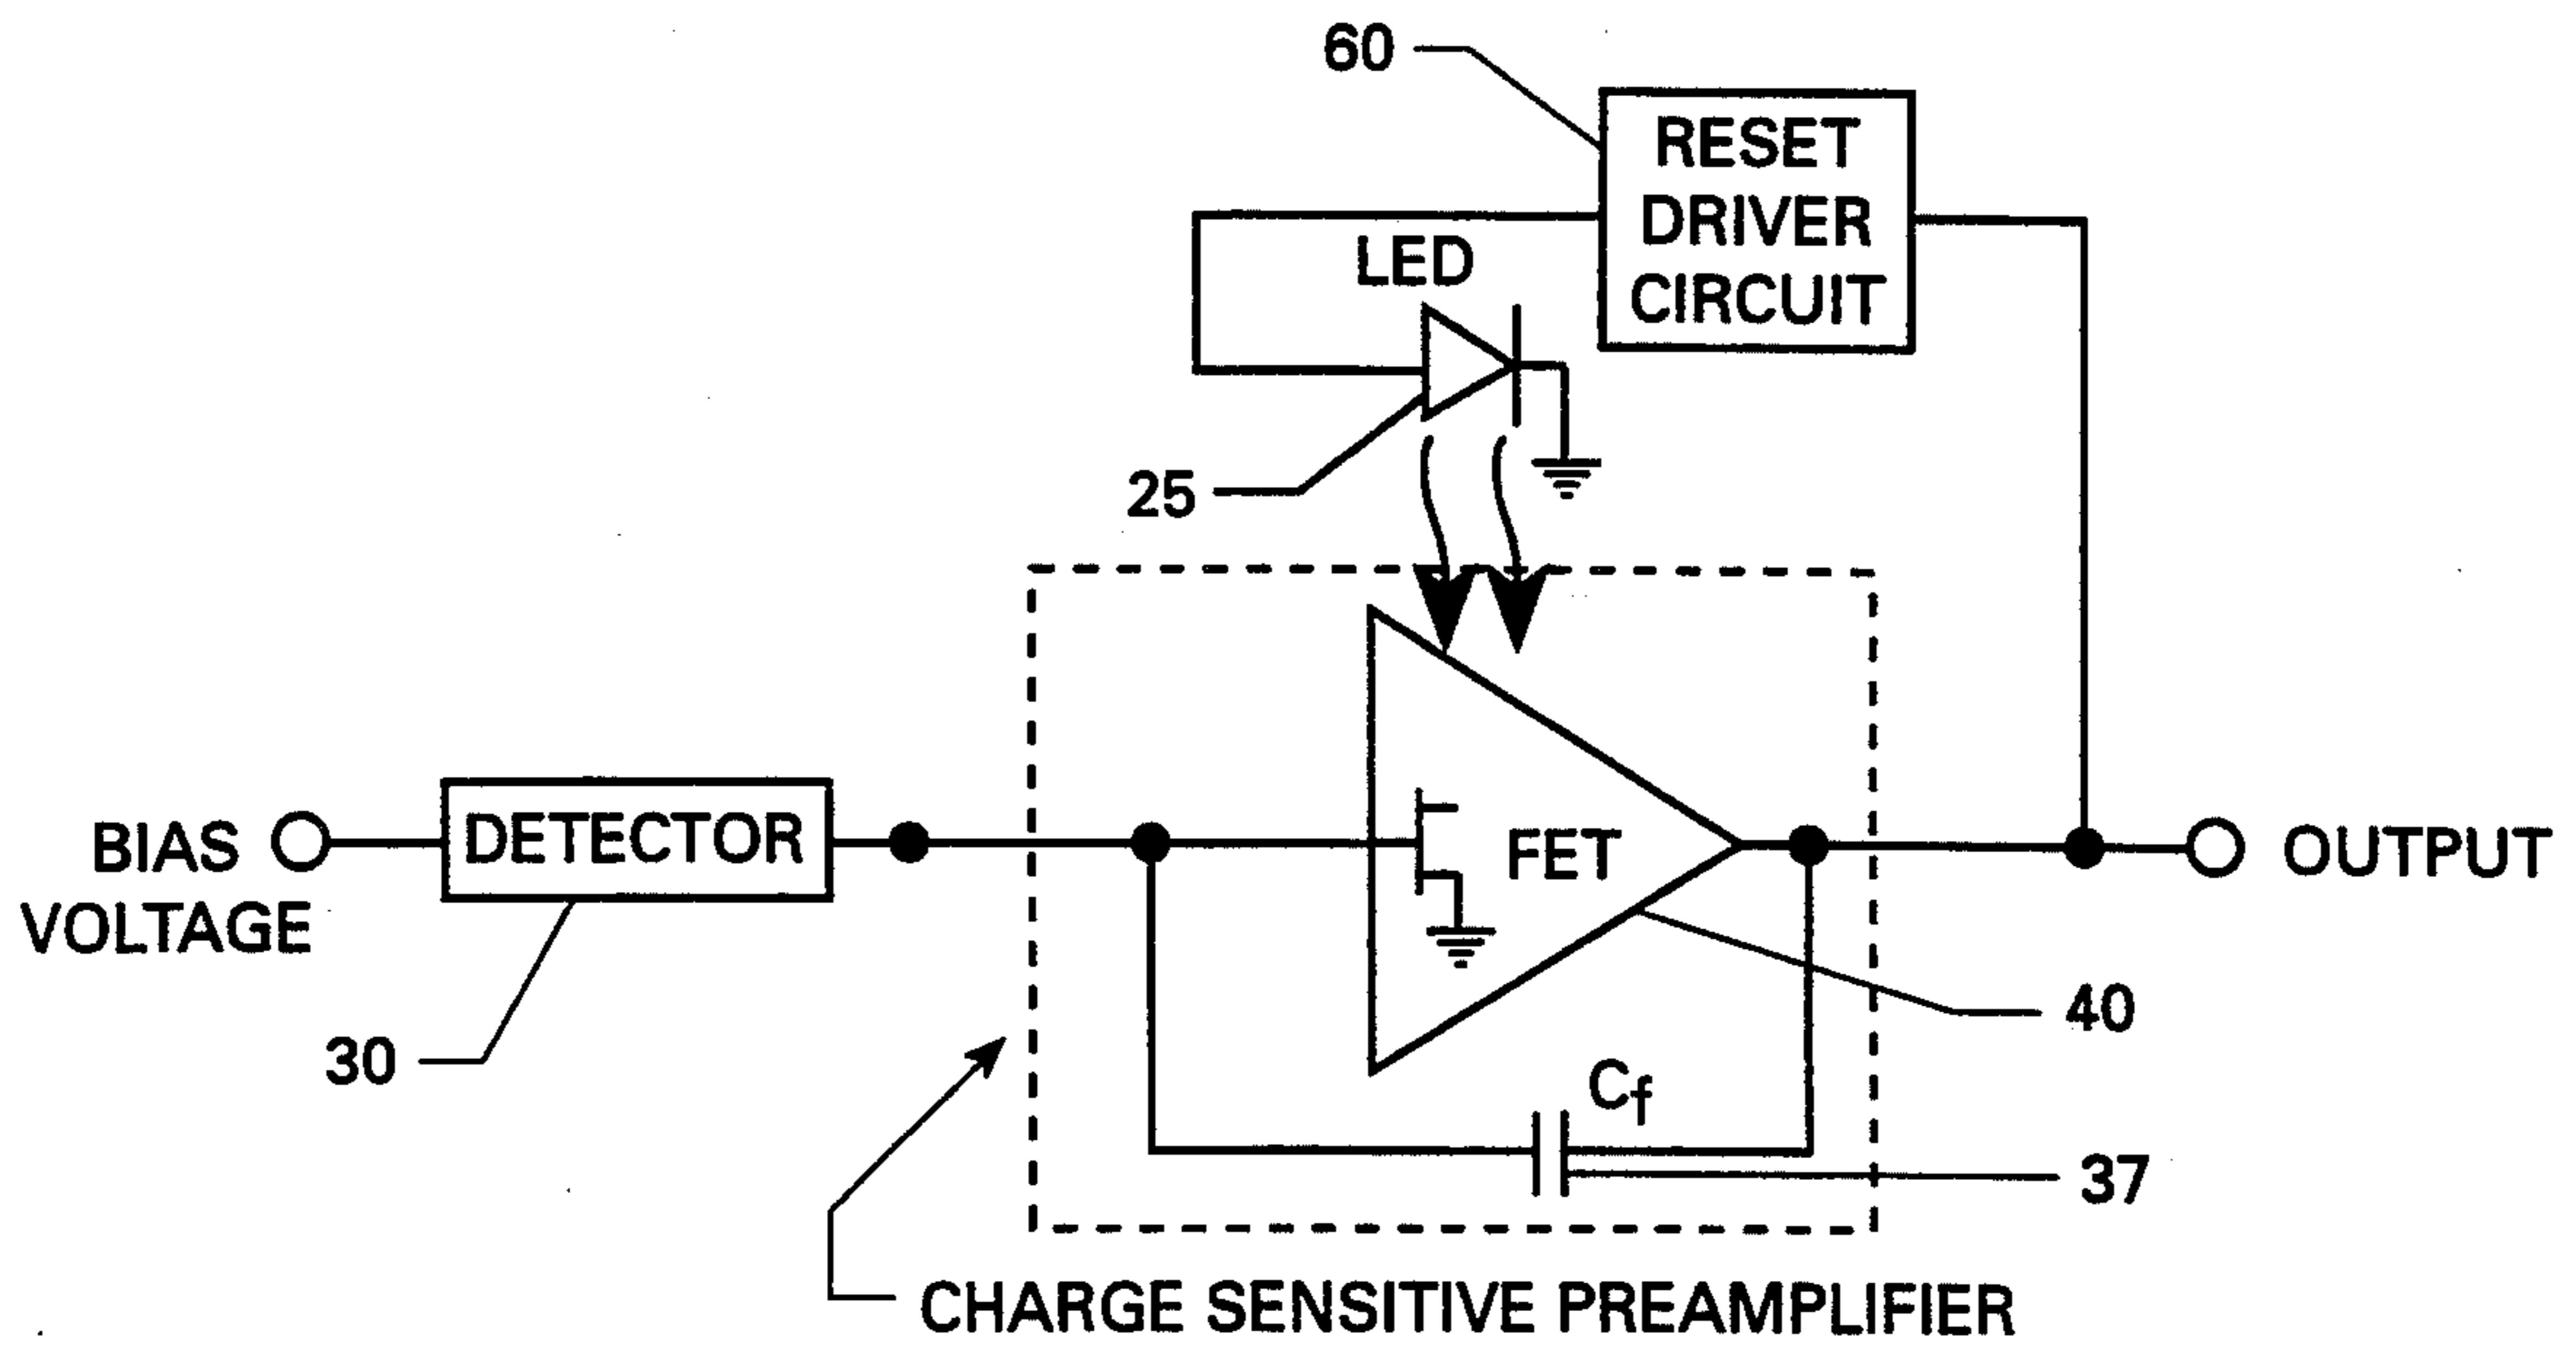 60
RESET
DRIVER
CIRCUIT
LED
25
BIAS
VOLTAGE
DETECTOR
FET
OUTPUT
30
40
Cf
37
CHARGE SENSITIVE PREAMPLIFIER